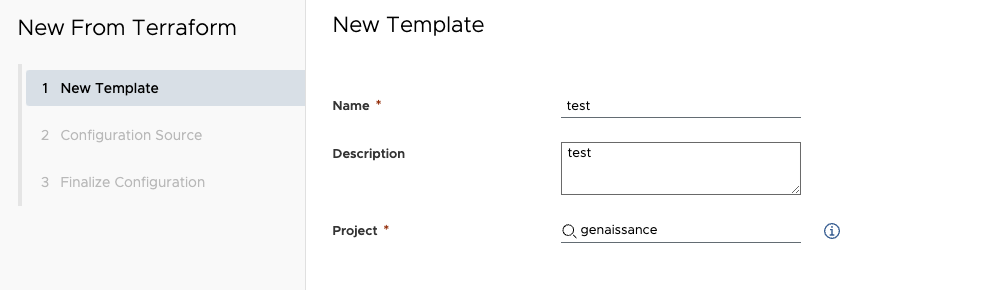 New From Terraform
1 New Template
2 Configuration Source
3 Finalize Configuration
New Template
Name * test
Description test
Project * genaissance